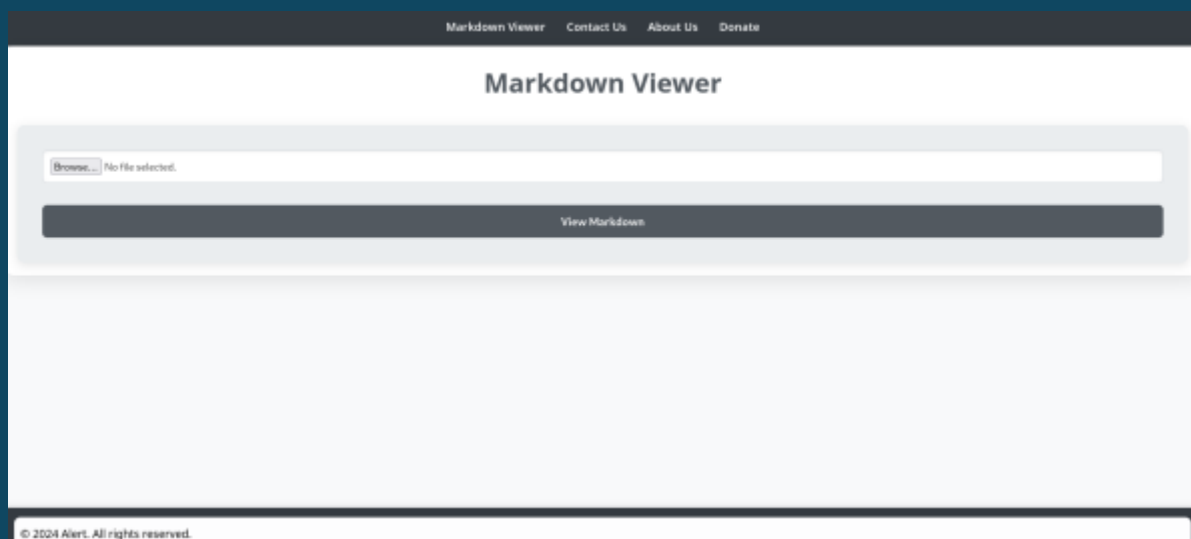 Markdown Viewer Contact Us About Us Donate
Markdown Viewer
Browse... No file selected.
View Markdown
© 2024 Alert. All rights reserved.